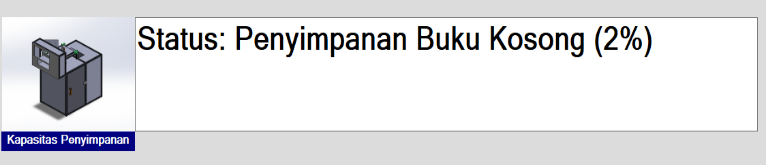 Status: Penyimpanan Buku Kosong (2%)
Kapasitas Penyimpanan